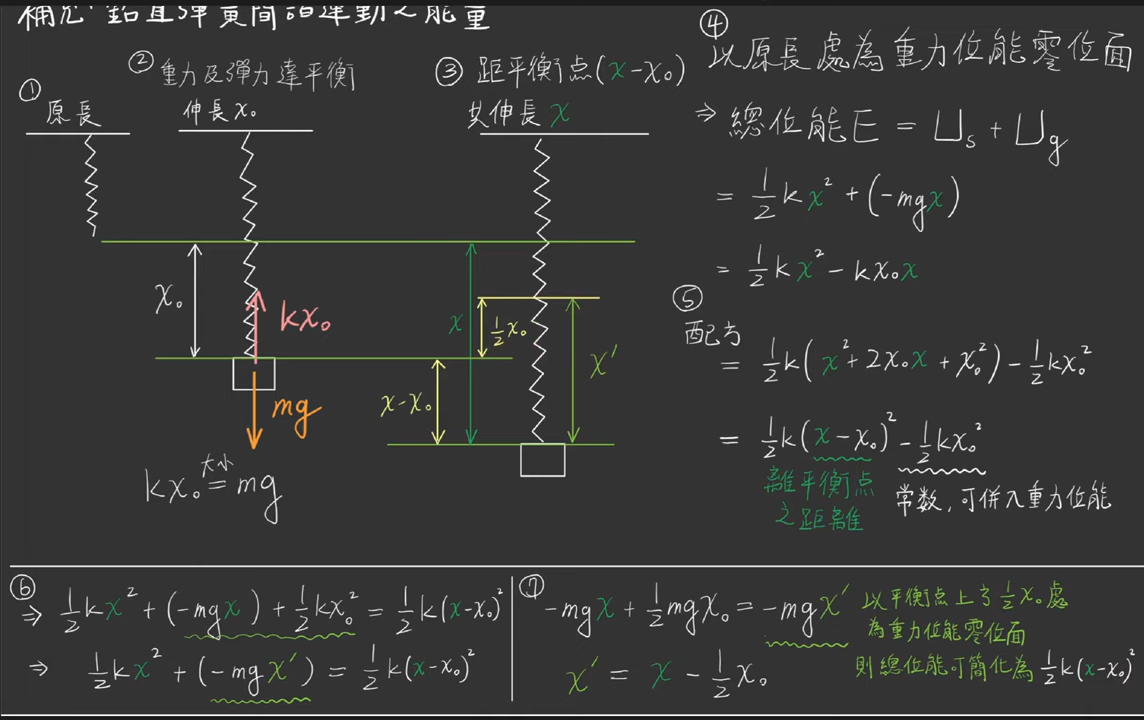 補充:鉛直彈簧簡諧運動之能量
①
原長
②重力及彈力達平衡
伸長 x₀
③距平衡点(x-x₀)
共伸長 x
x₀
kx₀
mg
kx₀ 大小= mg
x
½x₀
x-x₀
x'
④
以原長處為重力位能零位面
⇒ 總位能E = Us + Ug
= ½kx² + (-mgx)
= ½kx² - kx₀x
⑤
配方
= ½k(x² + 2x₀x + x₀²) - ½kx₀²
= ½k(x-x₀)² - ½kx₀²
離平衡点
之距離
常数,可併入重力位能
⑥
⇒ ½kx² + (-mgx) + ½kx₀² = ½k(x-x₀)²
⇒ ½kx² + (-mgx') = ½k(x-x₀)²
⑦
-mgx + ½mgx₀ = -mgx'
x' = x - ½x₀
以平衡点上方½x₀處
為重力位能零位面
則總位能可簡化為½k(x-x₀)²